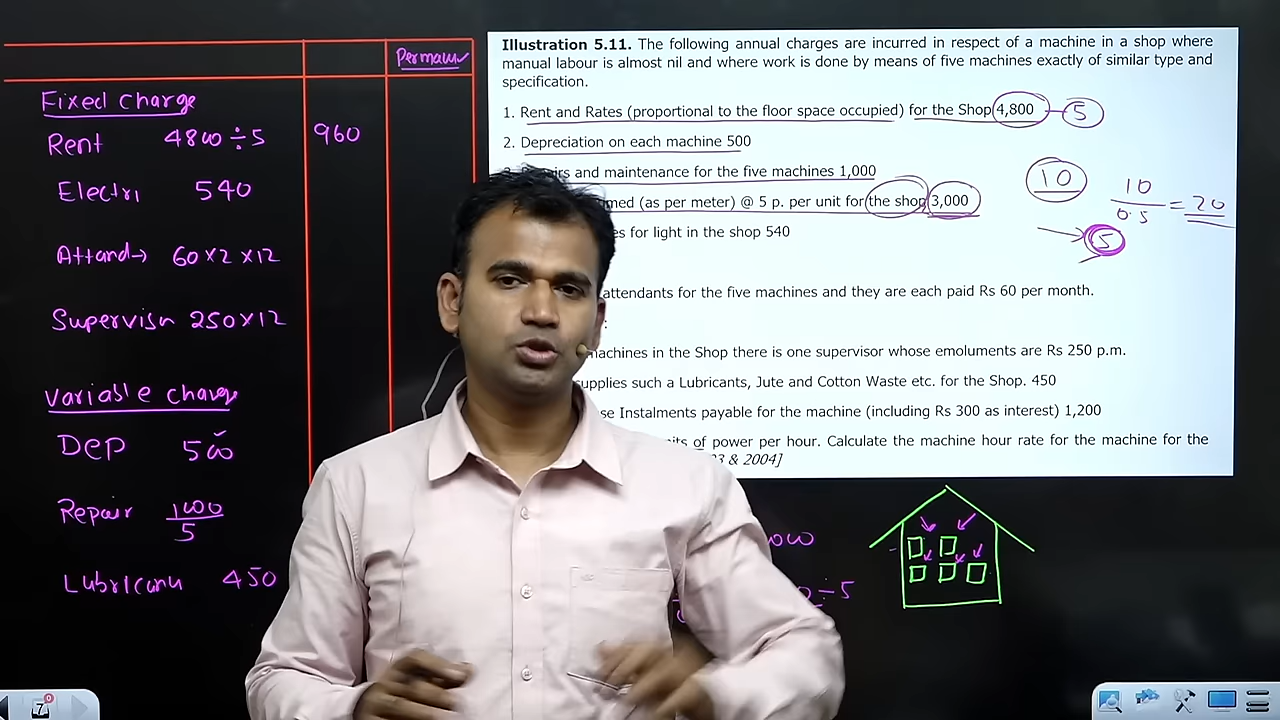 Permauw
Fixed Charge
Rent 4800 ÷ 5 960
Electri 540
Attand→ 60 x 2 x 12
Supervisn 250 x 12
Variable charge
Dep 500
Repair 1000
5
Lubricanu 450
Illustration 5.11. The following annual charges are incurred in respect of a machine in a shop where
manual labour is almost nil and where work is done by means of five machines exactly of similar type and
specification.
1. Rent and Rates (proportional to the floor space occupied) for the Shop 4,800 5
2. Depreciation on each machine 500
and maintenance for the five machines 1,000
(as per meter) @ 5 p. per unit for the shop 3,000
for light in the shop 540
attendants for the five machines and they are each paid Rs 60 per month.
:
machines in the Shop there is one supervisor whose emoluments are Rs 250 p.m.
supplies such a Lubricants, Jute and Cotton Waste etc. for the Shop. 450
Instalments payable for the machine (including Rs 300 as interest) 1,200
of power per hour. Calculate the machine hour rate for the machine for the
& 2004]
10
10
0.5
= 20
5
÷ 5
7
0